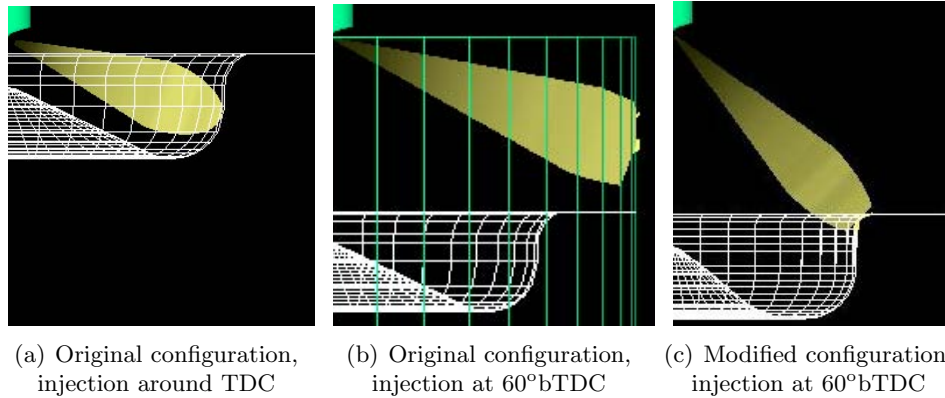 (a) Original configuration,
injection around TDC
(b) Original configuration,
injection at 60°bTDC
(c) Modified configuration
injection at 60°bTDC